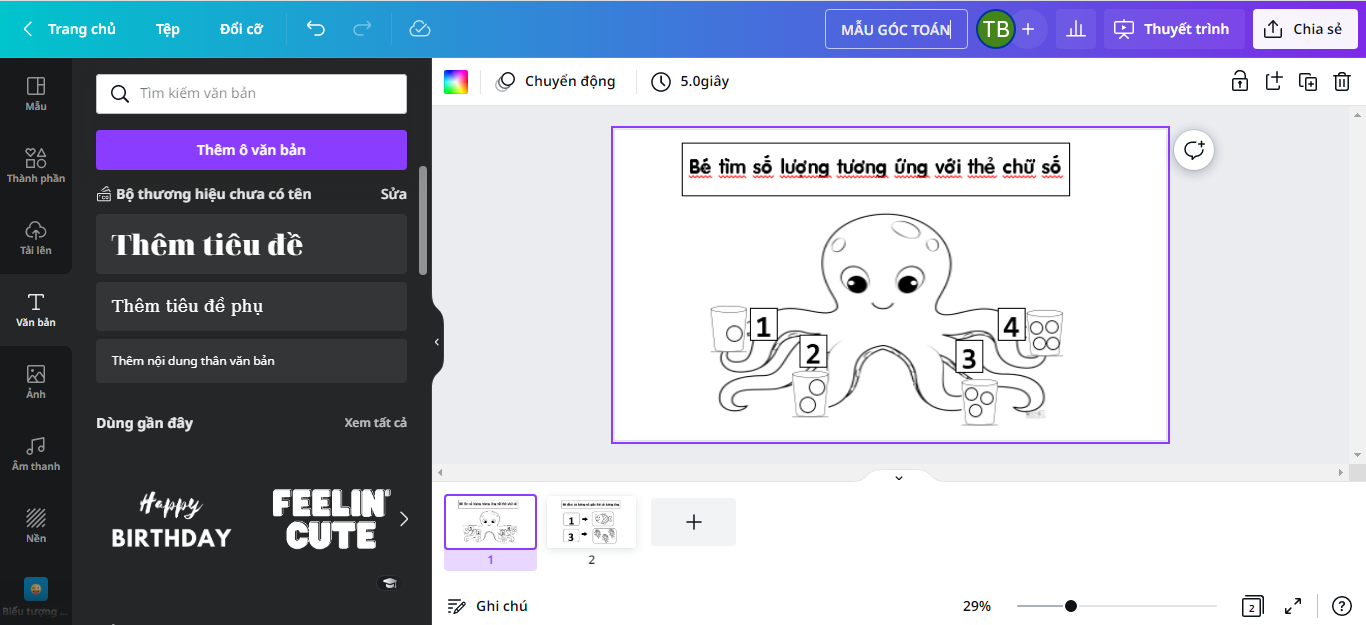 Trang chủ
Tệp
Đổi cỡ
MẪU GÓC TOÁN
TB
Thuyết trình
Chia sẻ
Mẫu
Thành phần
Tải lên
Văn bản
Ảnh
Âm thanh
Nền
Biểu tượng ...
Tìm kiếm văn bản
Thêm ô văn bản
Bộ thương hiệu chưa có tên
Sửa
Thêm tiêu đề
Thêm tiêu đề phụ
Thêm nội dung thân văn bản
Dùng gần đây
Xem tất cả
Happy
BIRTHDAY
FEELIN'
CUTE
Chuyển động
5.0giây
Bé tìm số lượng tương ứng với thẻ chữ số
1
2
3
4
1
3
1
2
Ghi chú
29%
2